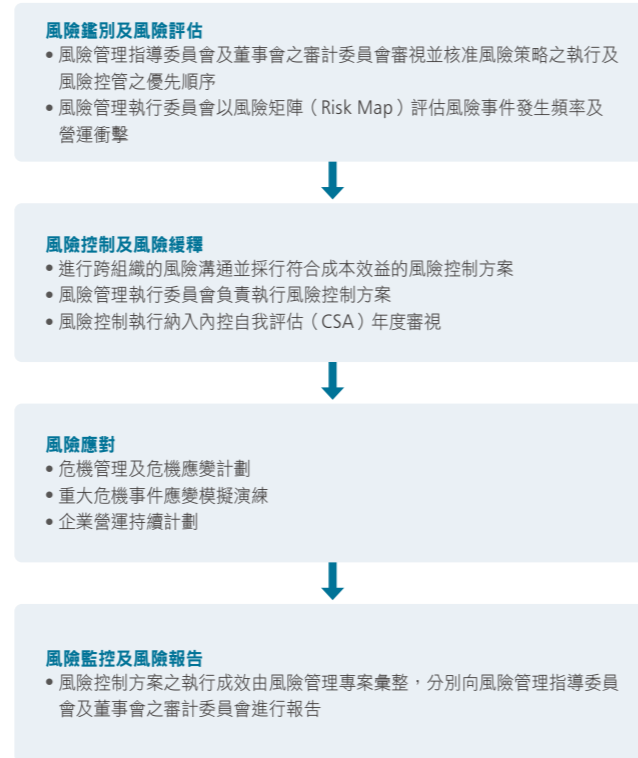 風險鑑別及風險評估
• 風險管理指導委員會及董事會之審計委員會審視並核准風險策略之執行及
風險控管之優先順序
• 風險管理執行委員會以風險矩陣（Risk Map）評估風險事件發生頻率及
營運衝擊
風險控制及風險緩釋
• 進行跨組織的風險溝通並採行符合成本效益的風險控制方案
• 風險管理執行委員會負責執行風險控制方案
• 風險控制執行納入內控自我評估（CSA）年度審視
風險應對
• 危機管理及危機應變計劃
• 重大危機事件應變模擬演練
• 企業營運持續計劃
風險監控及風險報告
• 風險控制方案之執行成效由風險管理專案彙整，分別向風險管理指導委員
會及董事會之審計委員會進行報告